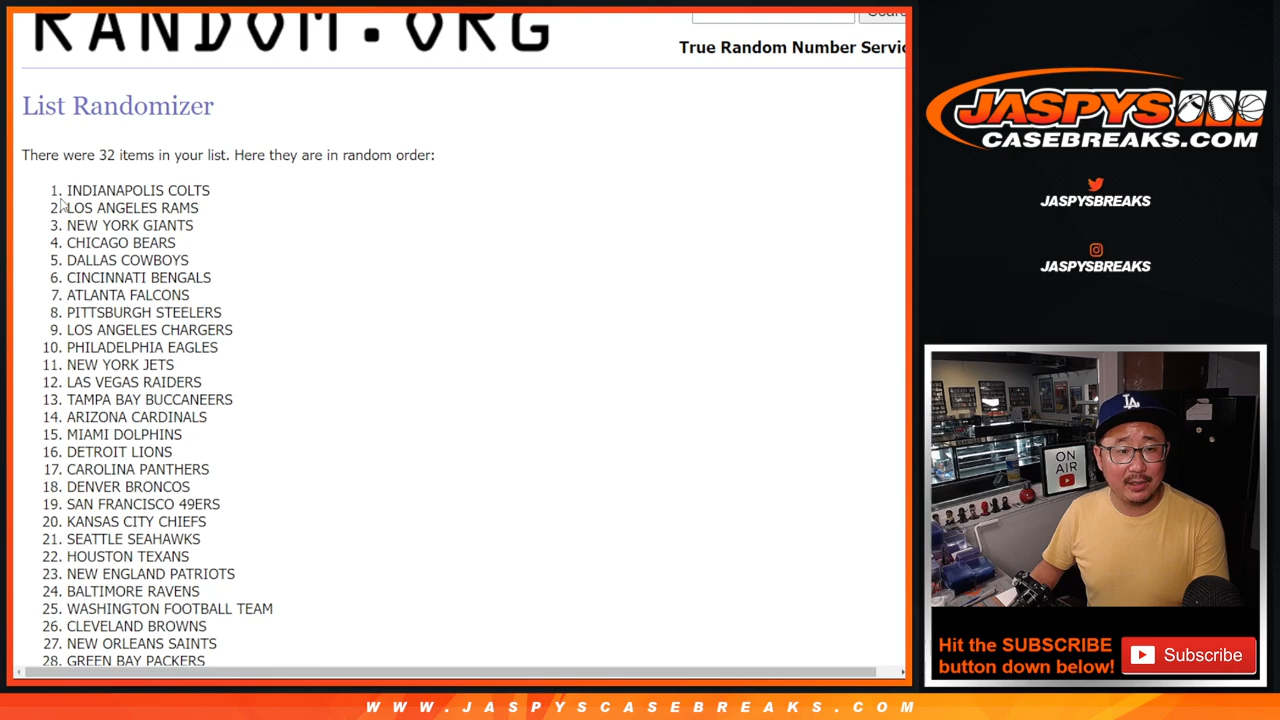 RANDOM.ORG
True Random Number Servic
List Randomizer
There were 32 items in your list. Here they are in random order:
1. INDIANAPOLIS COLTS
2. LOS ANGELES RAMS
3. NEW YORK GIANTS
4. CHICAGO BEARS
5. DALLAS COWBOYS
6. CINCINNATI BENGALS
7. ATLANTA FALCONS
8. PITTSBURGH STEELERS
9. LOS ANGELES CHARGERS
10. PHILADELPHIA EAGLES
11. NEW YORK JETS
12. LAS VEGAS RAIDERS
13. TAMPA BAY BUCCANEERS
14. ARIZONA CARDINALS
15. MIAMI DOLPHINS
16. DETROIT LIONS
17. CAROLINA PANTHERS
18. DENVER BRONCOS
19. SAN FRANCISCO 49ERS
20. KANSAS CITY CHIEFS
21. SEATTLE SEAHAWKS
22. HOUSTON TEXANS
23. NEW ENGLAND PATRIOTS
24. BALTIMORE RAVENS
25. WASHINGTON FOOTBALL TEAM
26. CLEVELAND BROWNS
27. NEW ORLEANS SAINTS
28. GREEN BAY PACKERS
JASPYS
CASEBREAKS.COM
JASPYSBREAKS
JASPYSBREAKS
LA
ON
AIR
Hit the SUBSCRIBE
button down below!
Subscribe
WWW.JASPYSCASEBREAKS.COM